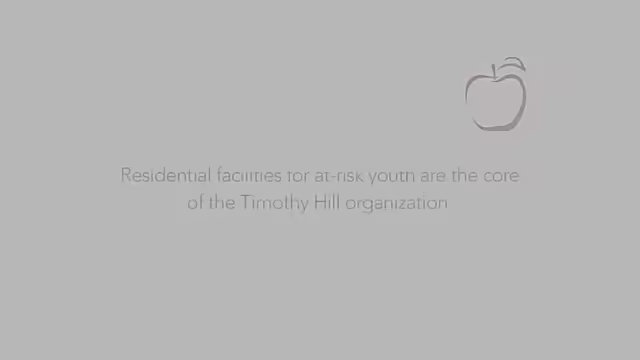 Residential facilities for at-risk youth are the core
of the Timothy Hill organization